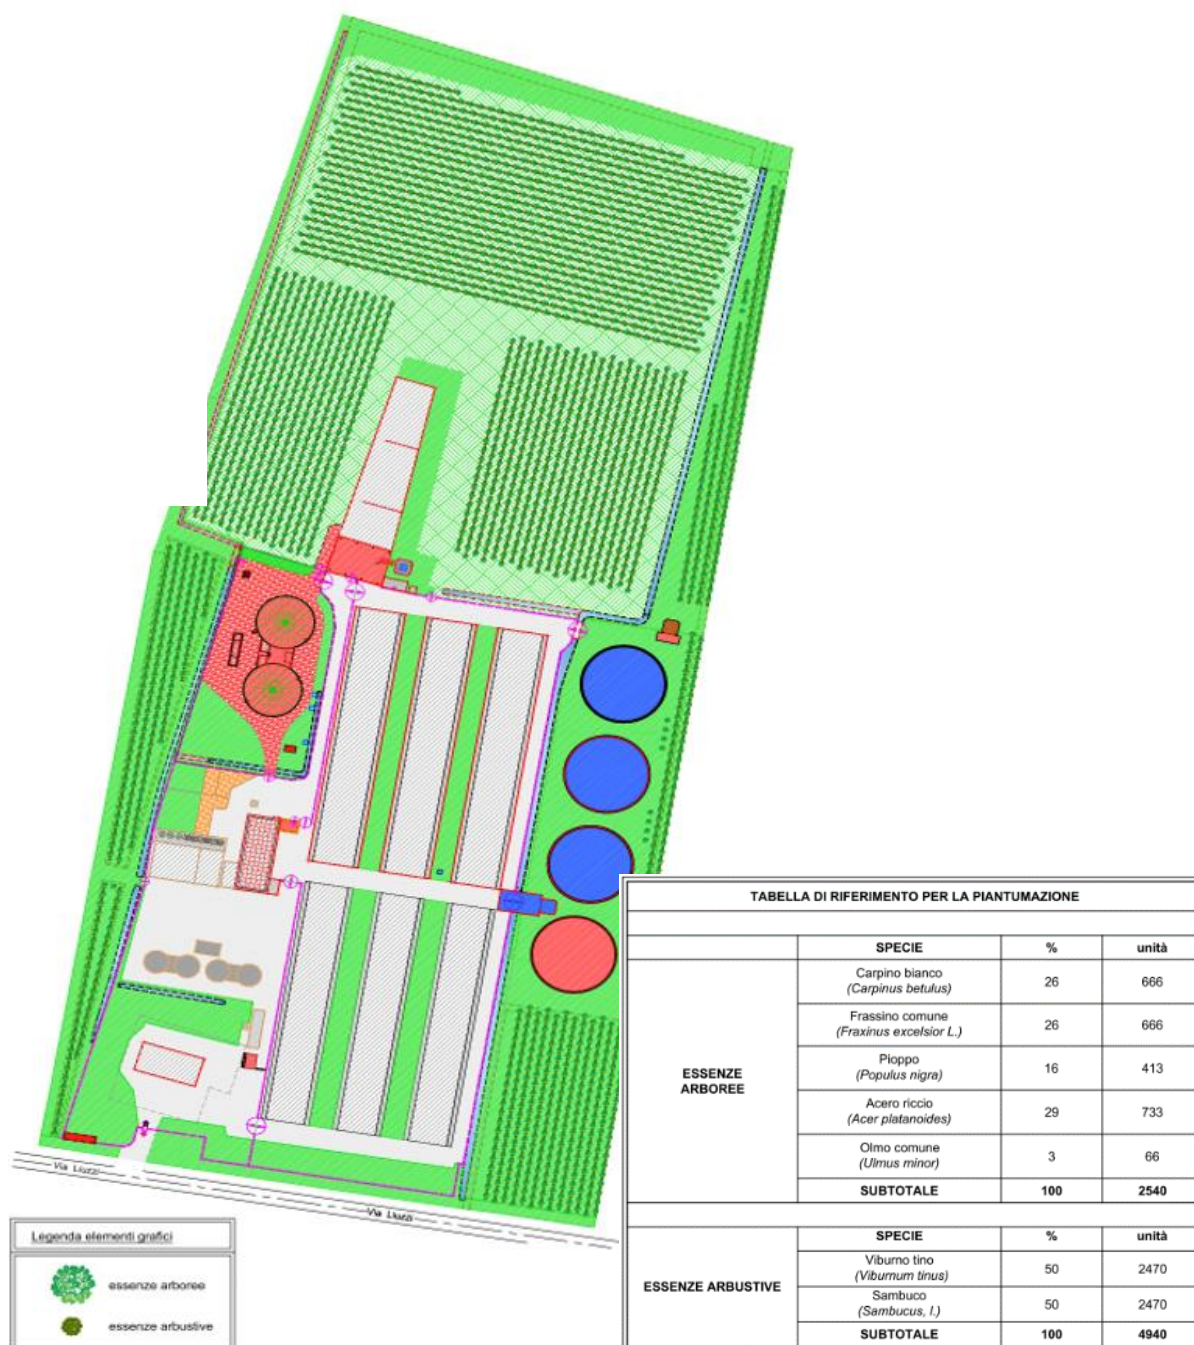 Via Liuzzi
Via Liuzzi
Legenda elementi grafici
essenze arboree
essenze arbustive
TABELLA DI RIFERIMENTO PER LA PIANTUMAZIONE
SPECIE % unità
ESSENZE
ARBOREE
Carpino bianco
(Carpinus betulus) 26 666
Frassino comune
(Fraxinus excelsior L.) 26 666
Pioppo
(Populus nigra) 16 413
Acero riccio
(Acer platanoides) 29 733
Olmo comune
(Ulmus minor) 3 66
SUBTOTALE 100 2540
SPECIE % unità
ESSENZE ARBUSTIVE
Viburno tino
(Viburnum tinus) 50 2470
Sambuco
(Sambucus, l.) 50 2470
SUBTOTALE 100 4940